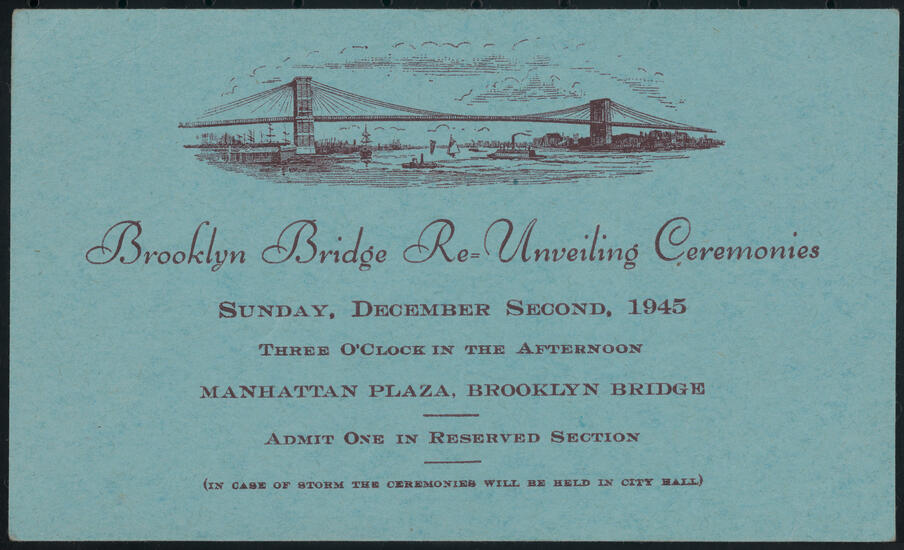 Brooklyn Bridge Re=Unveiling Ceremonies
Sunday, December Second, 1945
Three O'Clock in the Afternoon
MANHATTAN PLAZA, BROOKLYN BRIDGE
Admit One in Reserved Section
(IN CASE OF STORM THE CEREMONIES WILL BE HELD IN CITY HALL)